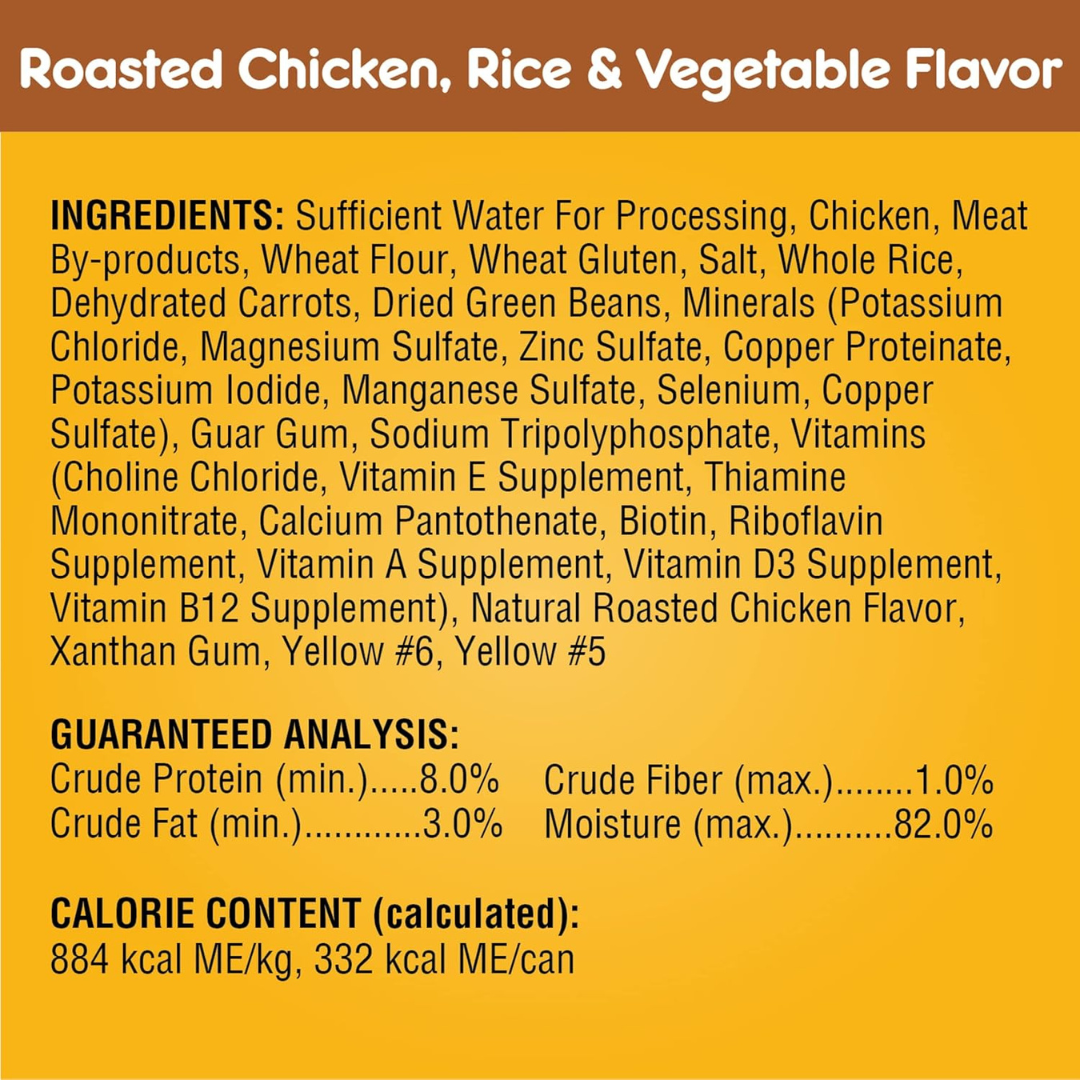 Roasted Chicken, Rice & Vegetable Flavor
INGREDIENTS: Sufficient Water For Processing, Chicken, Meat
By-products, Wheat Flour, Wheat Gluten, Salt, Whole Rice,
Dehydrated Carrots, Dried Green Beans, Minerals (Potassium
Chloride, Magnesium Sulfate, Zinc Sulfate, Copper Proteinate,
Potassium Iodide, Manganese Sulfate, Selenium, Copper
Sulfate), Guar Gum, Sodium Tripolyphosphate, Vitamins
(Choline Chloride, Vitamin E Supplement, Thiamine
Mononitrate, Calcium Pantothenate, Biotin, Riboflavin
Supplement, Vitamin A Supplement, Vitamin D3 Supplement,
Vitamin B12 Supplement), Natural Roasted Chicken Flavor,
Xanthan Gum, Yellow #6, Yellow #5
GUARANTEED ANALYSIS:
Crude Protein (min.).....8.0% Crude Fiber (max.)........1.0%
Crude Fat (min.)............3.0% Moisture (max.)..........82.0%
CALORIE CONTENT (calculated):
884 kcal ME/kg, 332 kcal ME/can